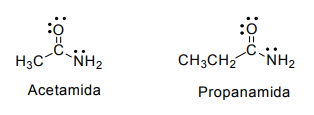 O O
C C
H3C NH2 CH3CH2 NH2
Acetamida Propanamida